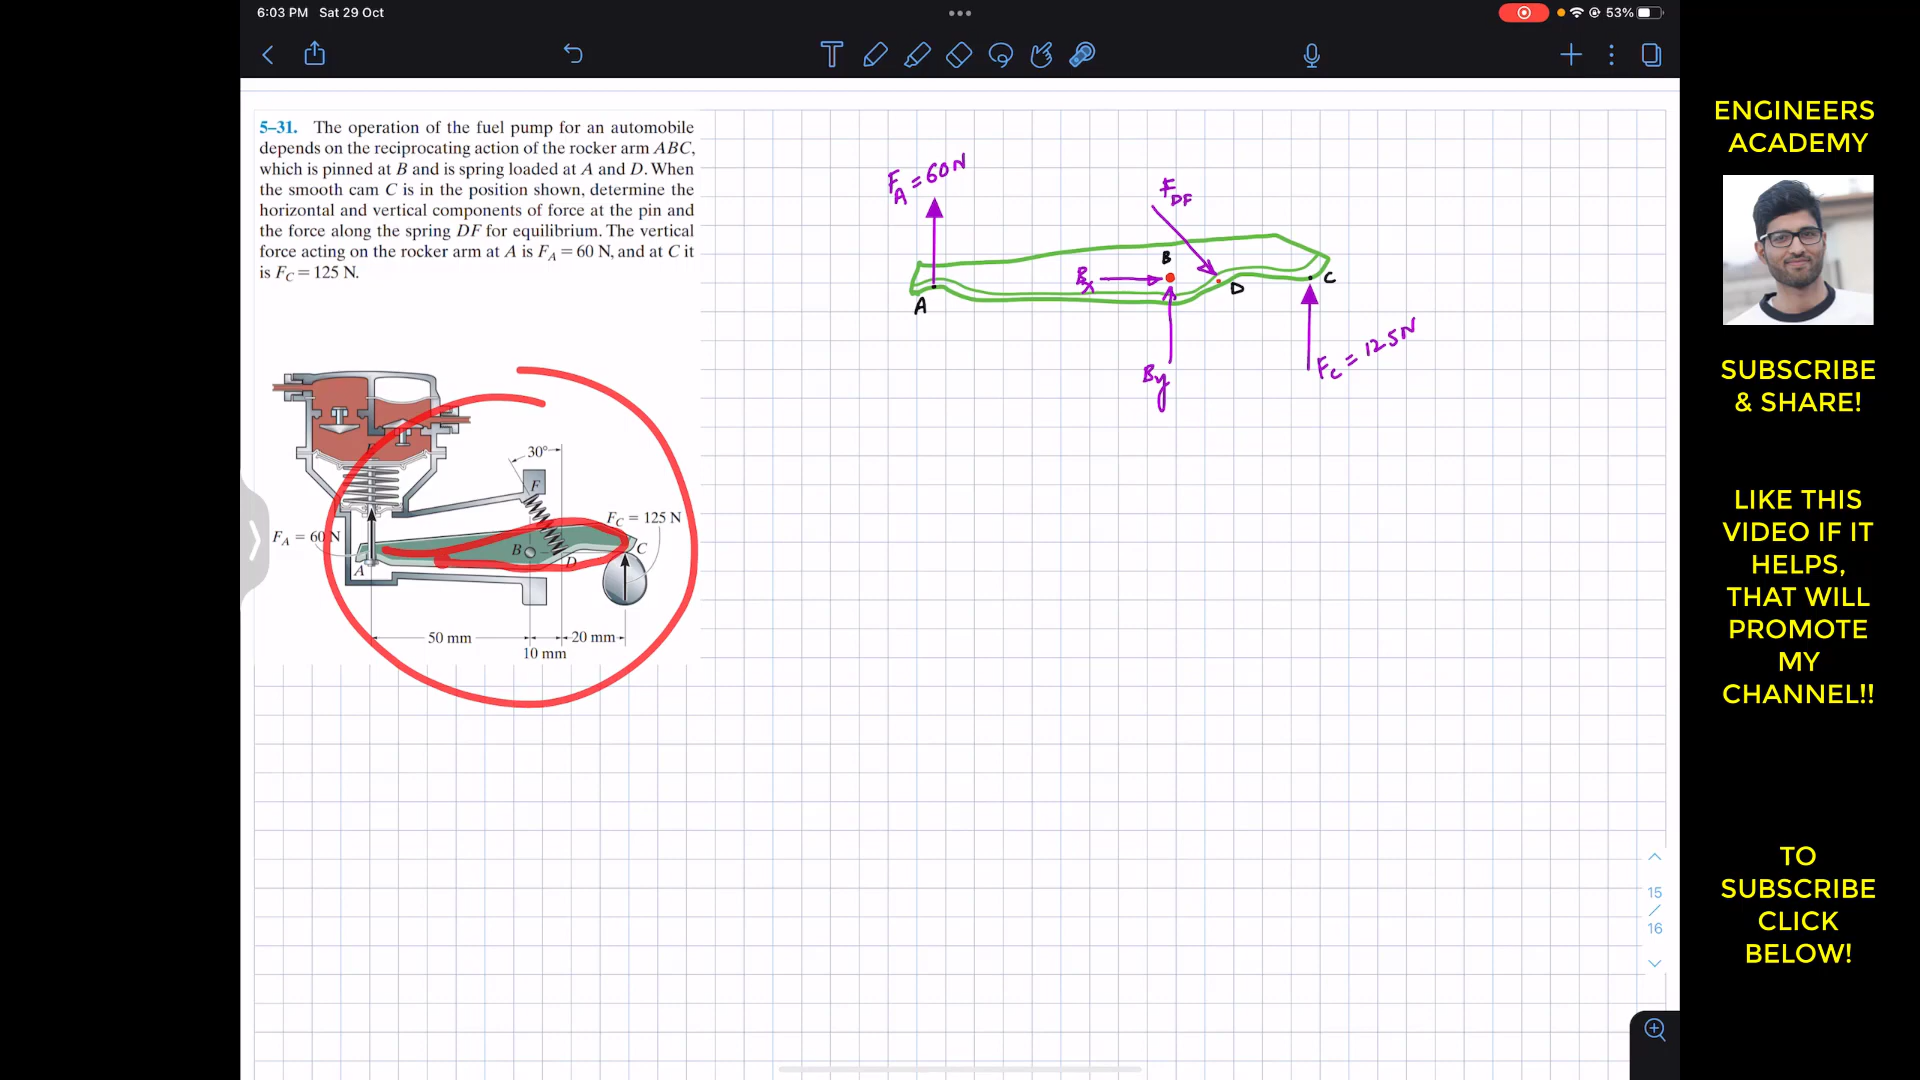 6:03 PM Sat 29 Oct
53%
5–31. The operation of the fuel pump for an automobile
depends on the reciprocating action of the rocker arm ABC,
which is pinned at B and is spring loaded at A and D. When
the smooth cam C is in the position shown, determine the
horizontal and vertical components of force at the pin and
the force along the spring DF for equilibrium. The vertical
force acting on the rocker arm at A is FA = 60 N, and at C it
is FC = 125 N.
E
30°
F
FC = 125 N
FA = 60 N
B
C
D
A
50 mm
20 mm
10 mm
FA = 60N
FDF
B
Bx
D
C
A
By
FC = 125N
15
16
ENGINEERS
ACADEMY
SUBSCRIBE
& SHARE!
LIKE THIS
VIDEO IF IT
HELPS,
THAT WILL
PROMOTE
MY
CHANNEL!!
TO
SUBSCRIBE
CLICK
BELOW!